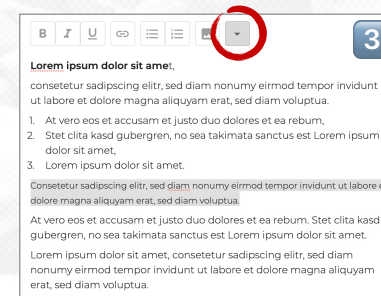 B I U
3
Lorem ipsum dolor sit amet,
consetetur sadipscing elitr, sed diam nonumy eirmod tempor invidunt
ut labore et dolore magna aliquyam erat, sed diam voluptua.
1. At vero eos et accusam et justo duo dolores et ea rebum,
2. Stet clita kasd gubergren, no sea takimata sanctus est Lorem ipsum
dolor sit amet,
3. Lorem ipsum dolor sit amet.
Consetetur sadipscing elitr, sed diam nonumy eirmod tempor invidunt ut labore e
dolore magna aliquyam erat, sed diam voluptua.
At vero eos et accusam et justo duo dolores et ea rebum. Stet clita kasd
gubergren, no sea takimata sanctus est Lorem ipsum dolor sit amet.
Lorem ipsum dolor sit amet, consetetur sadipscing elitr, sed diam
nonumy eirmod tempor invidunt ut labore et dolore magna aliquyam
erat, sed diam voluptua.